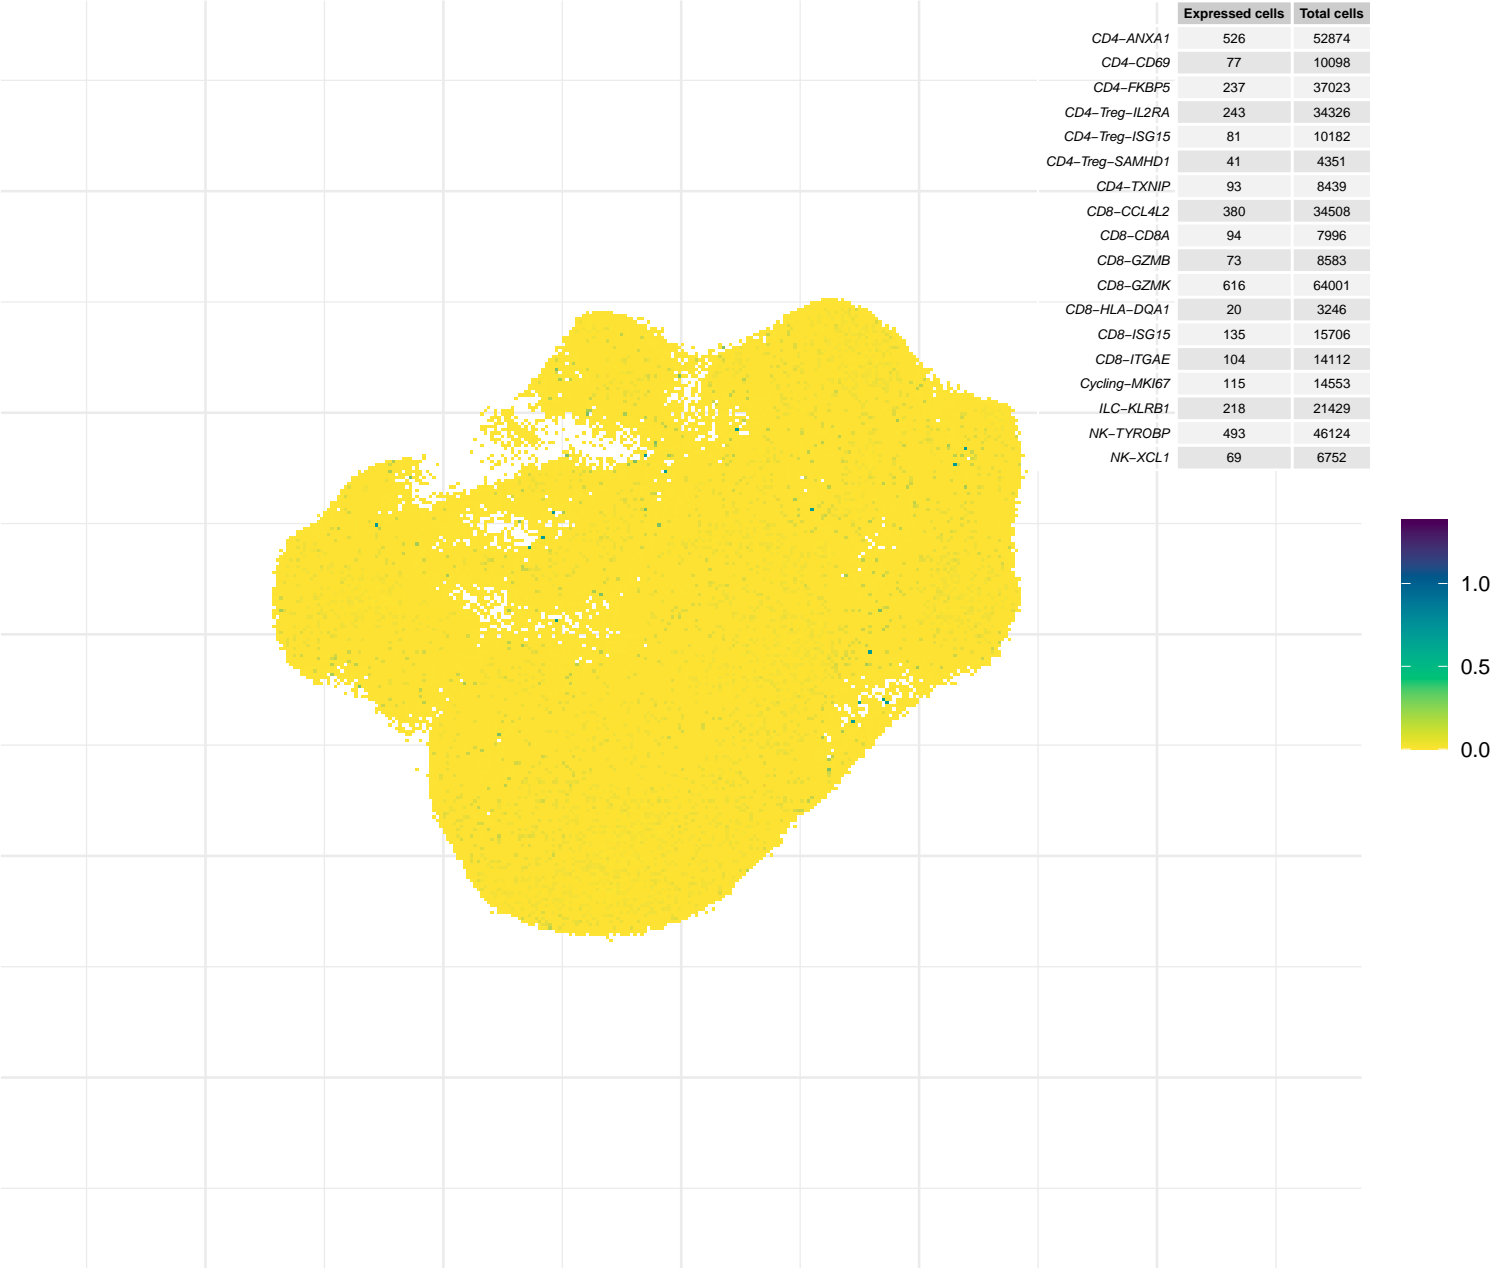 Expressed cells Total cells
CD4−ANXA1 526 52874
CD4−CD69 77 10098
CD4−FKBP5 237 37023
CD4−Treg−IL2RA 243 34326
CD4−Treg−ISG15 81 10182
CD4−Treg−SAMHD1 41 4351
CD4−TXNIP 93 8439
CD8−CCL4L2 380 34508
CD8−CD8A 94 7996
CD8−GZMB 73 8583
CD8−GZMK 616 64001
CD8−HLA−DQA1 20 3246
CD8−ISG15 135 15706
CD8−ITGAE 104 14112
Cycling−MKI67 115 14553
ILC−KLRB1 218 21429
NK−TYROBP 493 46124
NK−XCL1 69 6752
1.0
0.5
0.0